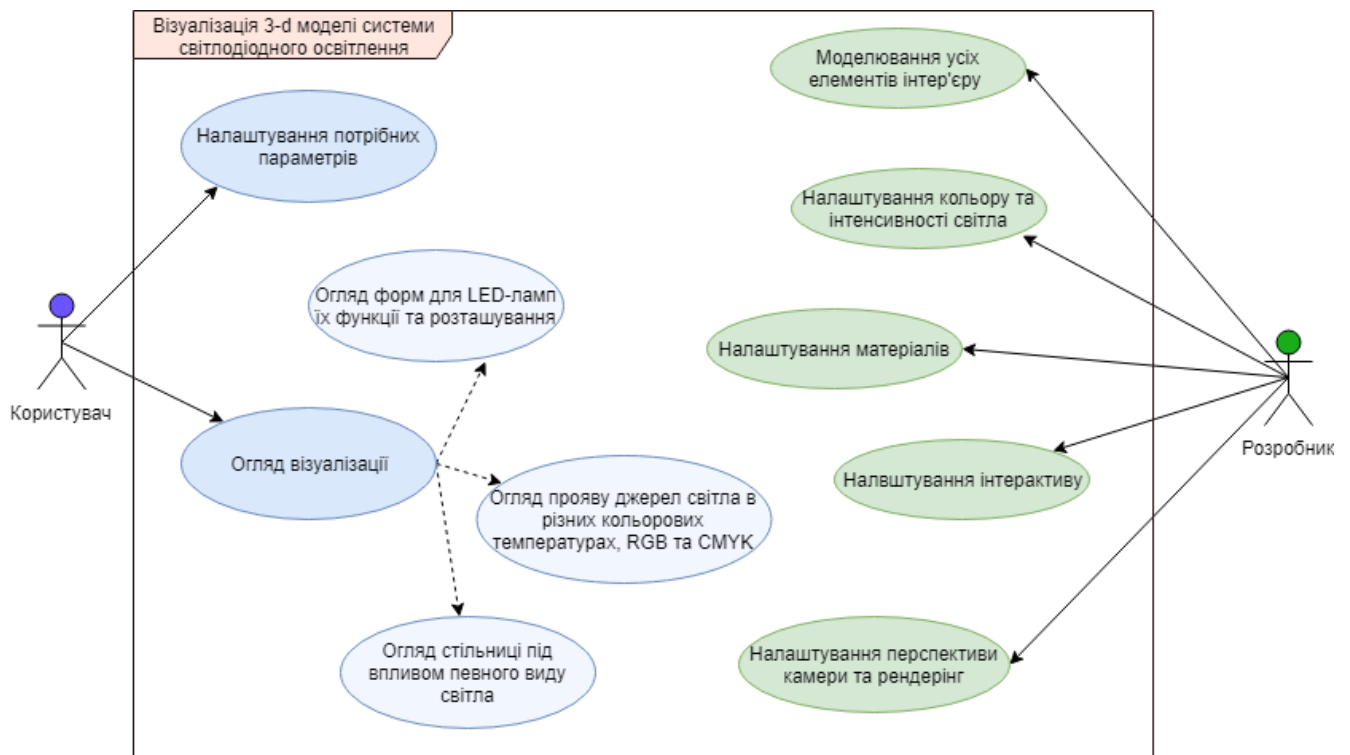 Візуалізація 3-d моделі системи
світлодіодного освітлення
Моделювання усіх
елементів інтер'єру
Налаштування потрібних
параметрів
Налаштування кольору та
інтенсивності світла
Огляд форм для LED-ламп
їх функції та розташування
Налаштування матеріалів
Користувач
Розробник
Огляд візуалізації
Налвштування інтерактиву
Огляд прояву джерел світла в
різних кольорових
температурах, RGB та CMYK
Огляд стільниці під
впливом певного виду
світла
Налаштування перспективи
камери та рендерінг